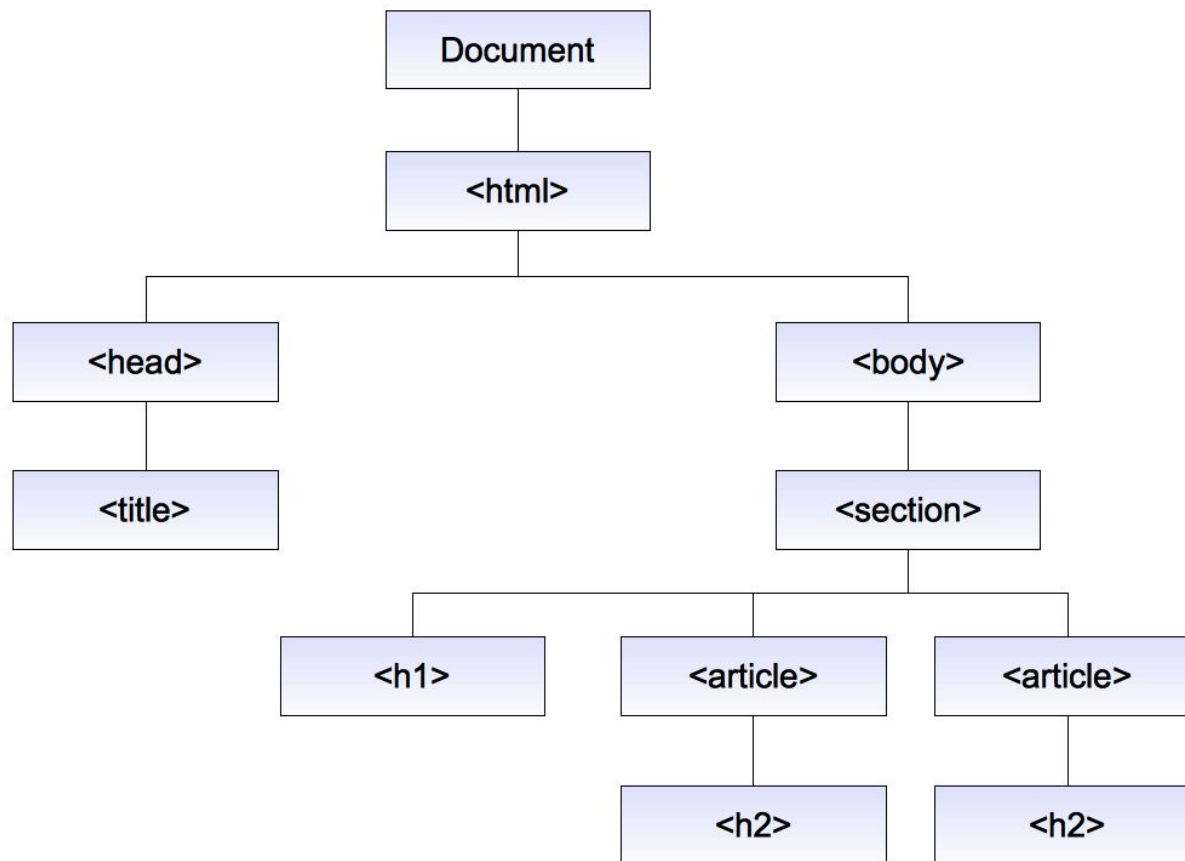 Document
<html>
<head>
<body>
<title>
<section>
<h1>
<article>
<article>
<h2>
<h2>